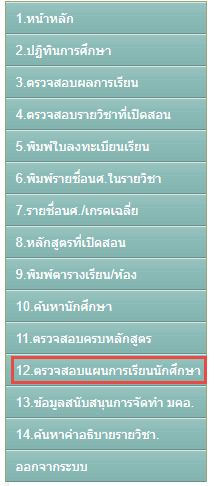 1.หน้าหลัก
2.ปฏิทินการศึกษา
3.ตรวจสอบผลการเรียน
4.ตรวจสอบรายวิชาที่เปิดสอน
5.พิมพ์ใบลงทะเบียนเรียน
6.พิมพ์รายชื่อนศ.ในรายวิชา
7.รายชื่อนศ./เกรดเฉลี่ย
8.หลักสูตรที่เปิดสอน
9.พิมพ์ตารางเรียน/ห้อง
10.ค้นหานักศึกษา
11.ตรวจสอบครบหลักสูตร
12.ตรวจสอบแผนการเรียนนักศึกษา
13.ข้อมูลสนับสนุนการจัดทำ มคอ.
14.ค้นหาคำอธิบายรายวิชา.
ออกจากระบบ